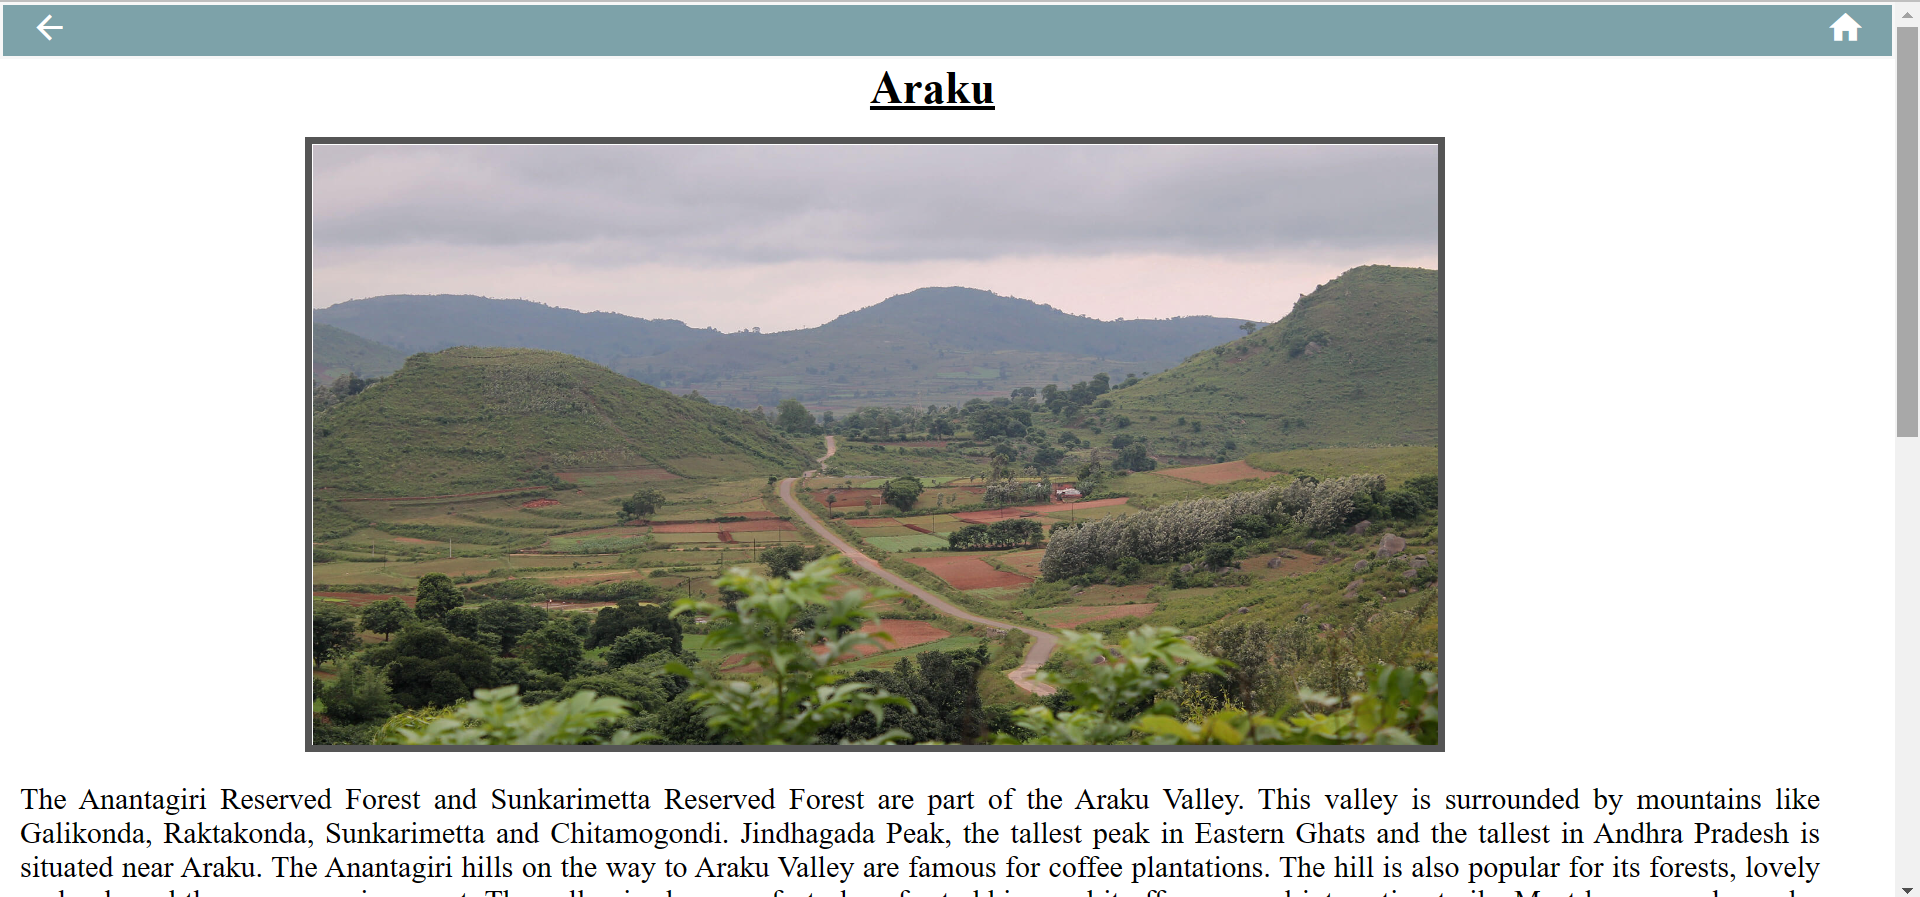 Araku
The Anantagiri Reserved Forest and Sunkarimetta Reserved Forest are part of the Araku Valley. This valley is surrounded by mountains like
Galikonda, Raktakonda, Sunkarimetta and Chitamogondi. Jindhagada Peak, the tallest peak in Eastern Ghats and the tallest in Andhra Pradesh is
situated near Araku. The Anantagiri hills on the way to Araku Valley are famous for coffee plantations. The hill is also popular for its forests, lovely